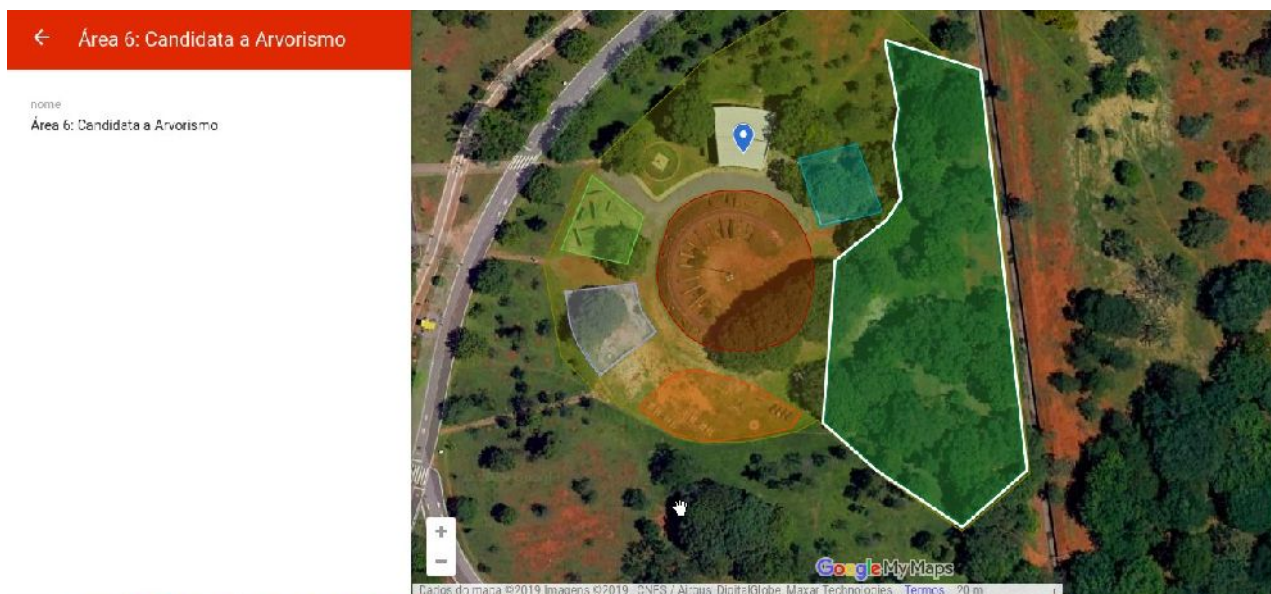 Área 6: Candidata a Arvorismo
nome
Área 6: Candidata a Arvorismo
Google My Maps
Dados do mapa ©2019 Imagens ©2019 , CNES / Airbus, DigitalGlobe, Maxar Technologies Termos 20 m